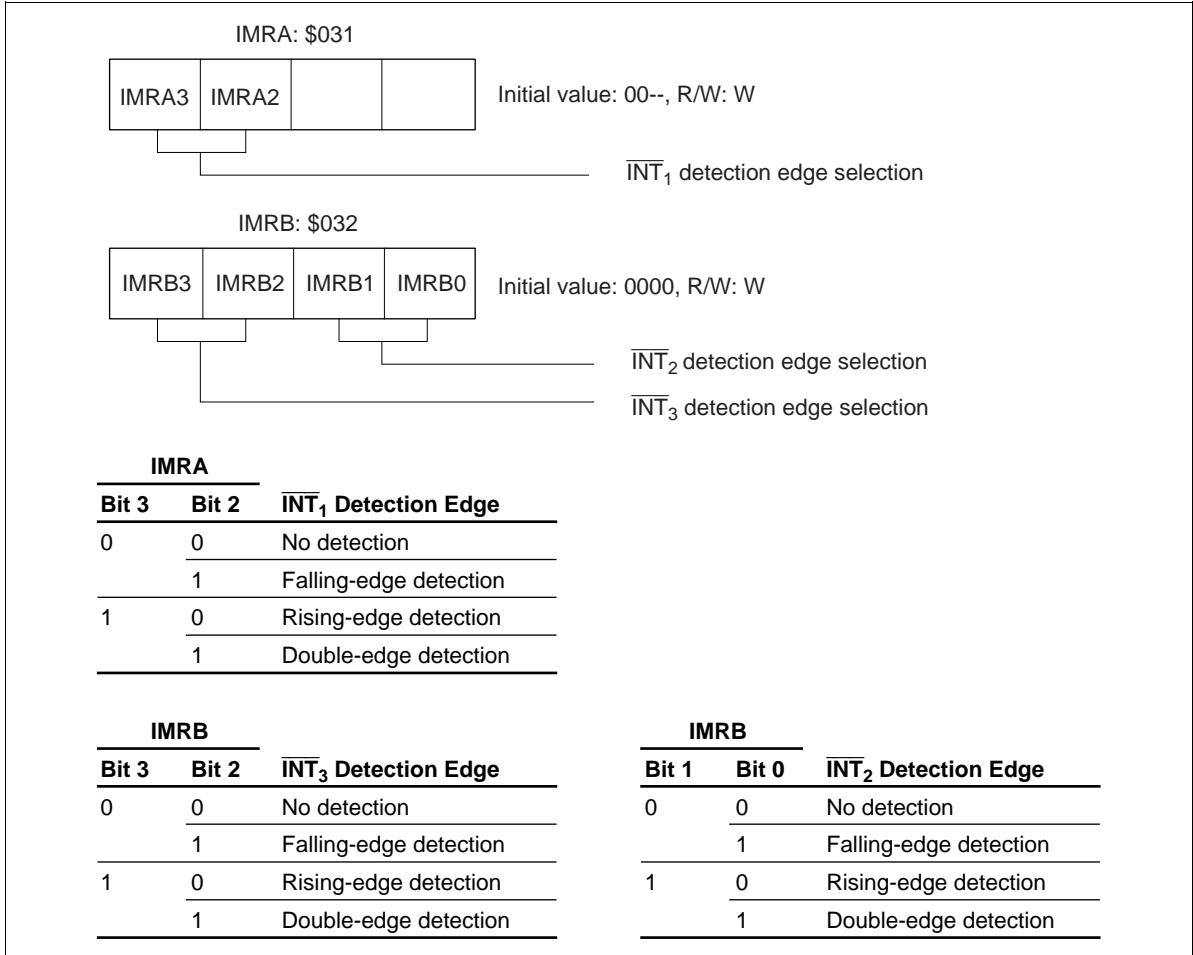 IMRA: $031
IMRA3 IMRA2
Initial value: 00--, R/W: W
INT1 detection edge selection
IMRB: $032
IMRB3 IMRB2 IMRB1 IMRB0
Initial value: 0000, R/W: W
INT2 detection edge selection
INT3 detection edge selection
IMRA
Bit 3 Bit 2 INT1 Detection Edge
0 0 No detection
1 Falling-edge detection
1 0 Rising-edge detection
1 Double-edge detection
IMRB
Bit 3 Bit 2 INT3 Detection Edge
0 0 No detection
1 Falling-edge detection
1 0 Rising-edge detection
1 Double-edge detection
IMRB
Bit 1 Bit 0 INT2 Detection Edge
0 0 No detection
1 Falling-edge detection
1 0 Rising-edge detection
1 Double-edge detection